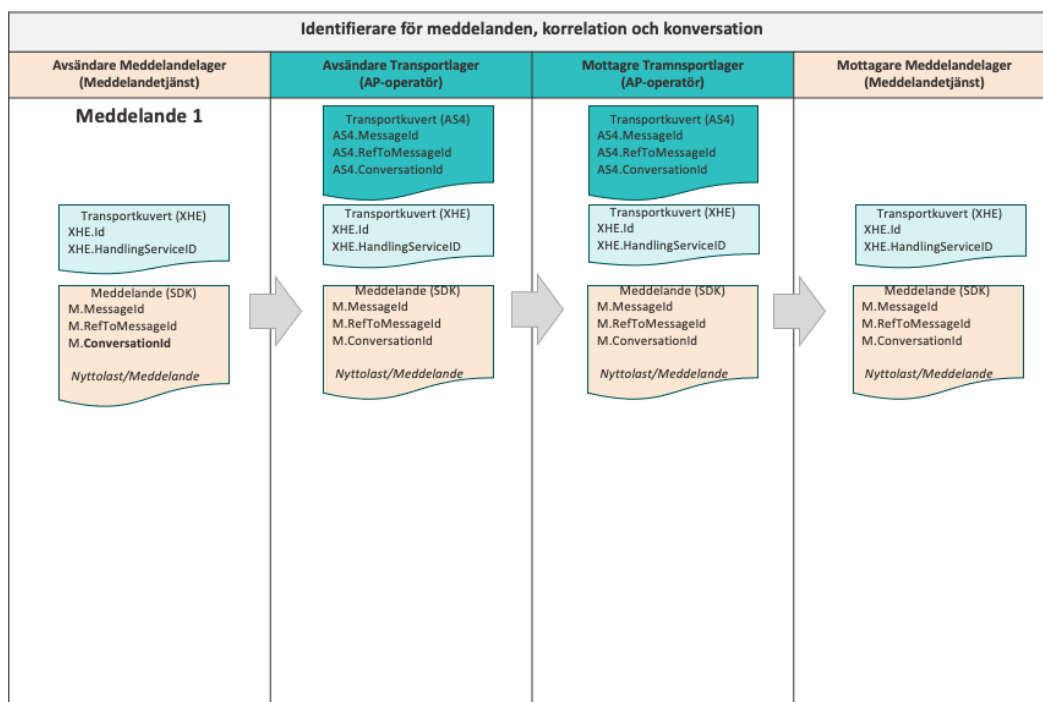 Identifierare för meddelanden, korrelation och konversation
Avsändare Meddelandelager
(Meddelandetjänst)
Avsändare Transportlager
(AP-operatör)
Mottagre Tramnsportlager
(AP-operatör)
Mottagare Meddelandelager
(Meddelandetjänst)
Meddelande 1
Transportkuvert (XHE)
XHE.Id
XHE.HandlingServiceID
Meddelande (SDK)
M.MessageId
M.RefToMessageId
M.ConversationId
Nyttolast/Meddelande
Transportkuvert (AS4)
AS4.MessageId
AS4.RefToMessageId
AS4.ConversationId
Transportkuvert (XHE)
XHE.Id
XHE.HandlingServiceID
Meddelande (SDK)
M.MessageId
M.RefToMessageId
M.ConversationId
Nyttolast/Meddelande
Transportkuvert (AS4)
AS4.MessageId
AS4.RefToMessageId
AS4.ConversationId
Transportkuvert (XHE)
XHE.Id
XHE.HandlingServiceID
Meddelande (SDK)
M.MessageId
M.RefToMessageId
M.ConversationId
Nyttolast/Meddelande
Transportkuvert (XHE)
XHE.Id
XHE.HandlingServiceID
Meddelande (SDK)
M.MessageId
M.RefToMessageId
M.ConversationId
Nyttolast/Meddelande